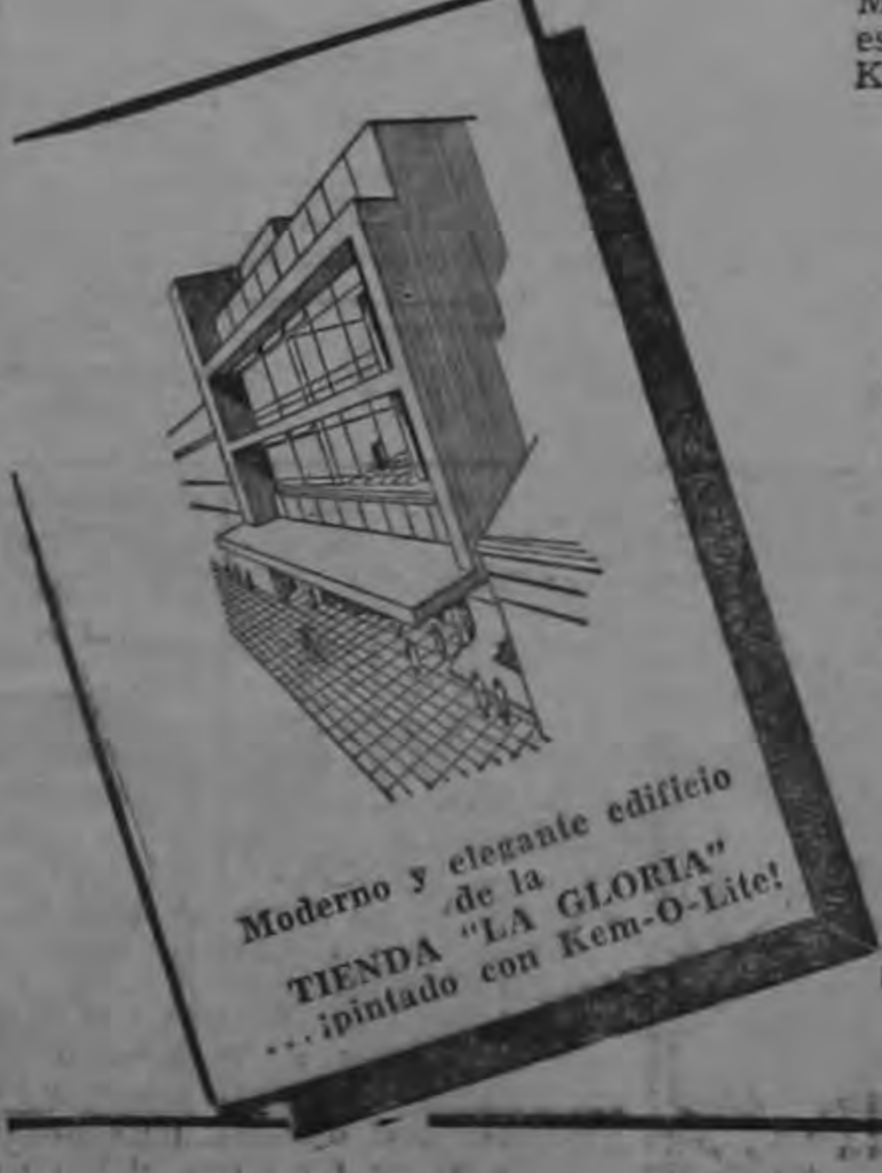 Moderno y elegante edificio
de la
TIENDA "LA GLORIA"
...¡pintado con Kem-O-Lite!